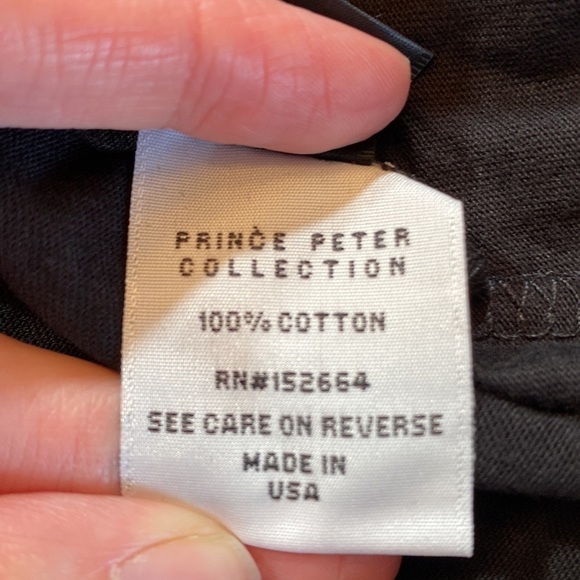 PRINCE PETER
COLLECTION
100% COTTON
RN#152664
SEE CARE ON REVERSE
MADE IN
USA